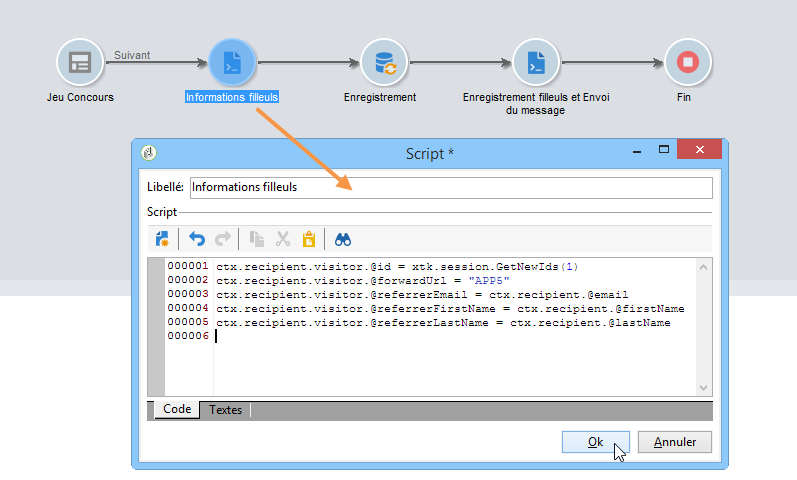 Suivant
Jeu Concours
Informations filleuls
Enregistrement
Enregistrement filleuls et Envoi
du message
Fin
Script *
Libellé: Informations filleuls
Script
000001 ctx.recipient.visitor.@id = xtk.session.GetNewIds(1)
000002 ctx.recipient.visitor.@forwardUrl = "APP5"
000003 ctx.recipient.visitor.@referrerEmail = ctx.recipient.@email
000004 ctx.recipient.visitor.@referrerFirstName = ctx.recipient.@firstName
000005 ctx.recipient.visitor.@referrerLastName = ctx.recipient.@lastName
000006
Code Textes
Ok Annuler